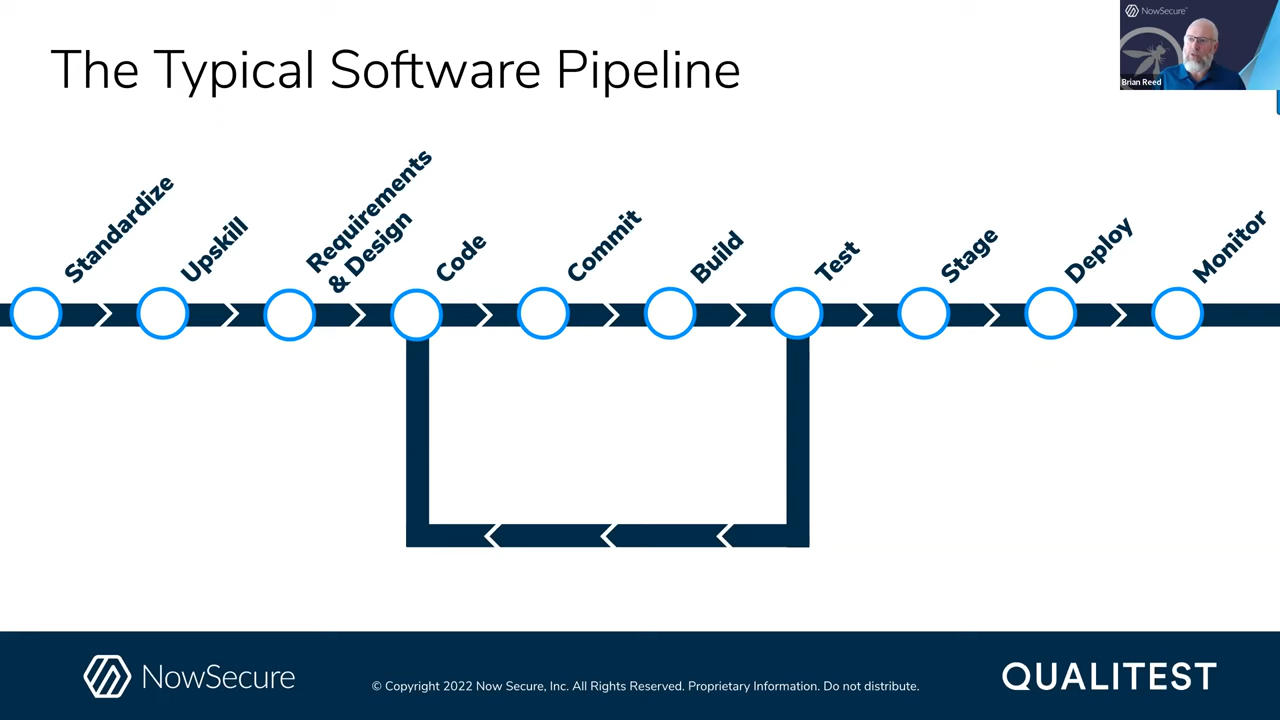 The Typical Software Pipeline
NowSecure
Brian Reed
Standardize
Upskill
Requirements
& Design
Code
Commit
Build
Test
Stage
Deploy
Monitor
NowSecure
© Copyright 2022 Now Secure, Inc. All Rights Reserved. Proprietary Information. Do not distribute.
QUALITEST